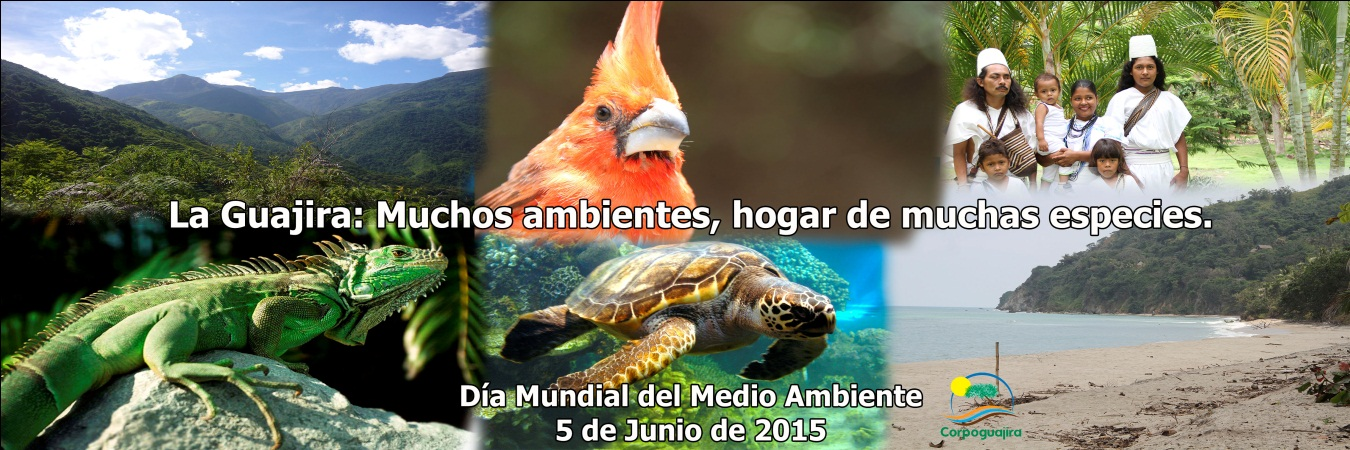 La Guajira: Muchos ambientes, hogar de muchas especies.
Día Mundial del Medio Ambiente
5 de Junio de 2015
Corpoguajira